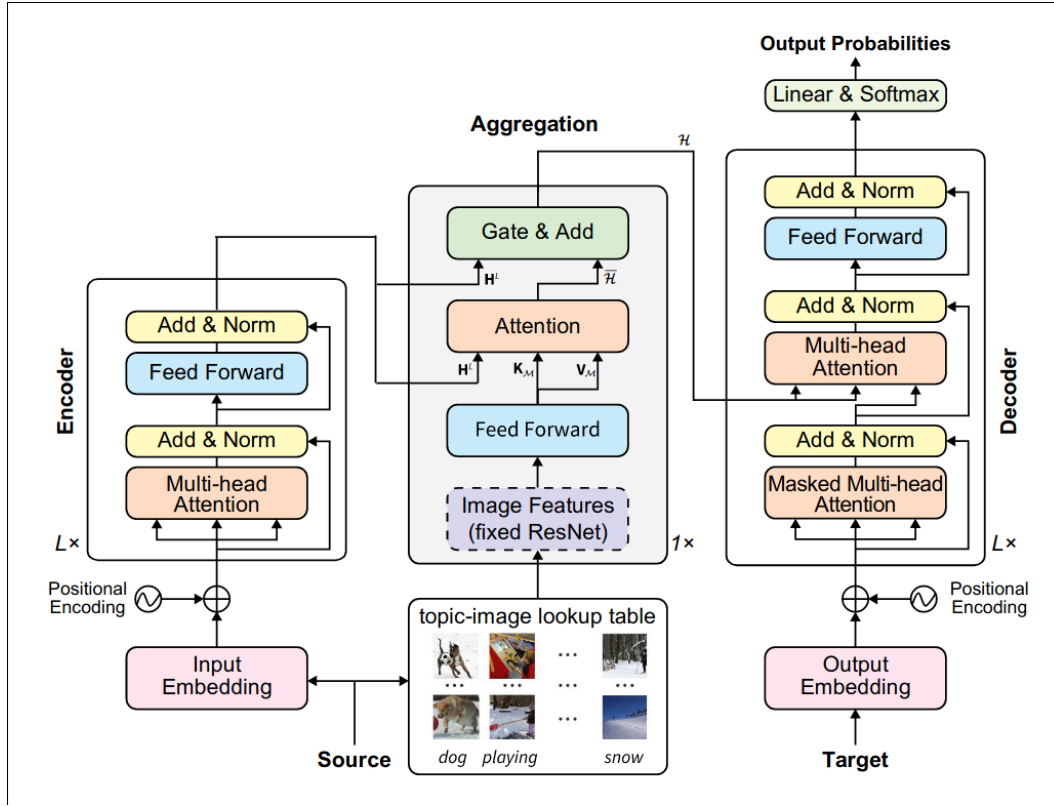 Output Probabilities
Linear & Softmax
Aggregation
ℋ
Add & Norm
Feed Forward
Add & Norm
Multi-head
Attention
Add & Norm
Masked Multi-head
Attention
L×
Decoder
Positional
Encoding
Output
Embedding
Target
Gate & Add
Hᴸ
ℋ̅
Attention
Hᴸ
K_ℳ
V_ℳ
Feed Forward
Image Features
(fixed ResNet)
1×
topic-image lookup table
...
... ... ...
...
dog playing snow
Encoder
Add & Norm
Feed Forward
Add & Norm
Multi-head
Attention
L×
Positional
Encoding
Input
Embedding
Source